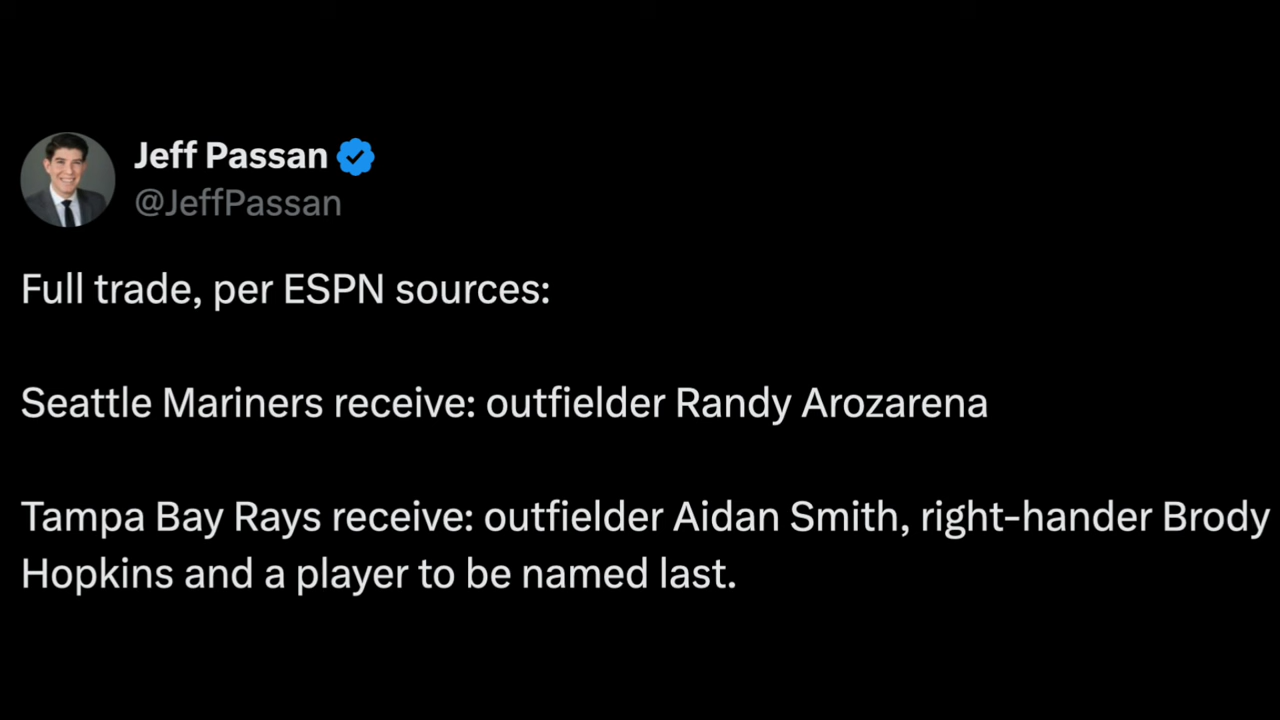 Jeff Passan
@JeffPassan
Full trade, per ESPN sources:
Seattle Mariners receive: outfielder Randy Arozarena
Tampa Bay Rays receive: outfielder Aidan Smith, right-hander Brody
Hopkins and a player to be named last.